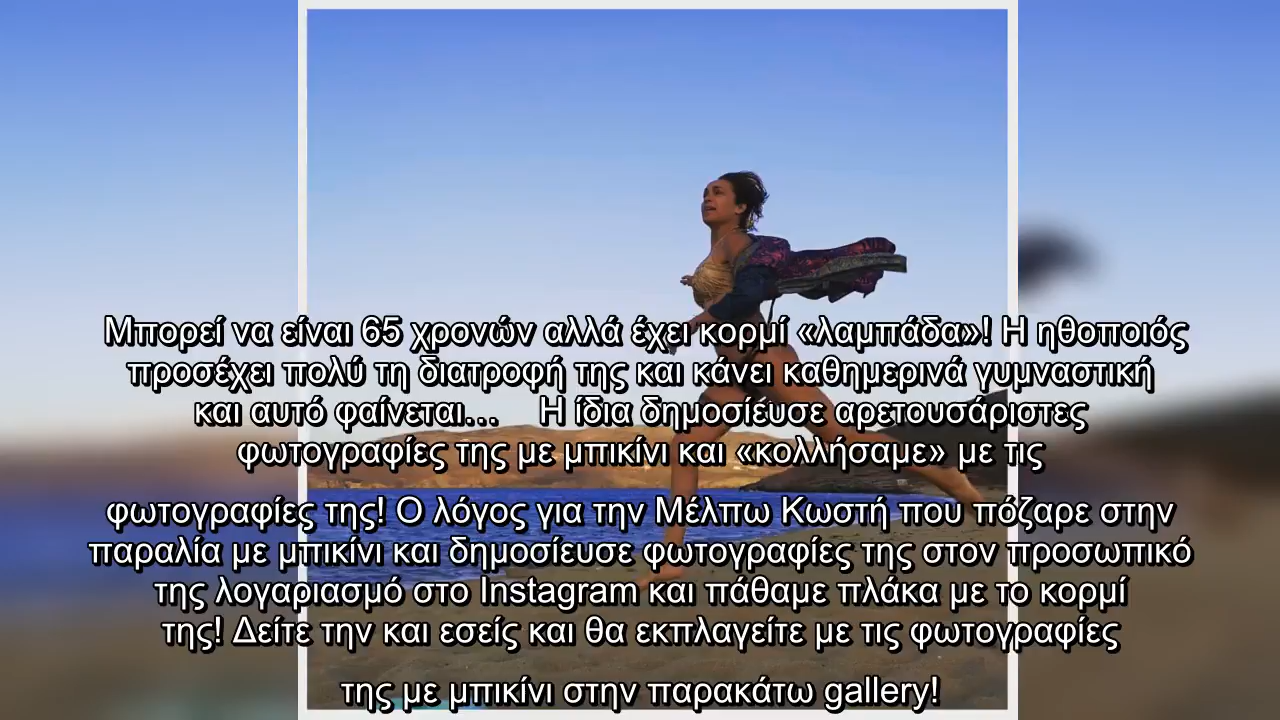 Μπορεί να είναι 65 χρονών αλλά έχει κορμί «λαμπάδα»! Η ηθοποιός
προσέχει πολύ τη διατροφή της και κάνει καθημερινά γυμναστική
και αυτό φαίνεται… Η ίδια δημοσίευσε αρετουσάριστες
φωτογραφίες της με μπικίνι και «κολλήσαμε» με τις
φωτογραφίες της! Ο λόγος για την Μέλπω Κωστή που πόζαρε στην
παραλία με μπικίνι και δημοσίευσε φωτογραφίες της στον προσωπικό
της λογαριασμό στο Instagram και πάθαμε πλάκα με το κορμί
της! Δείτε την και εσείς και θα εκπλαγείτε με τις φωτογραφίες
της με μπικίνι στην παρακάτω gallery!